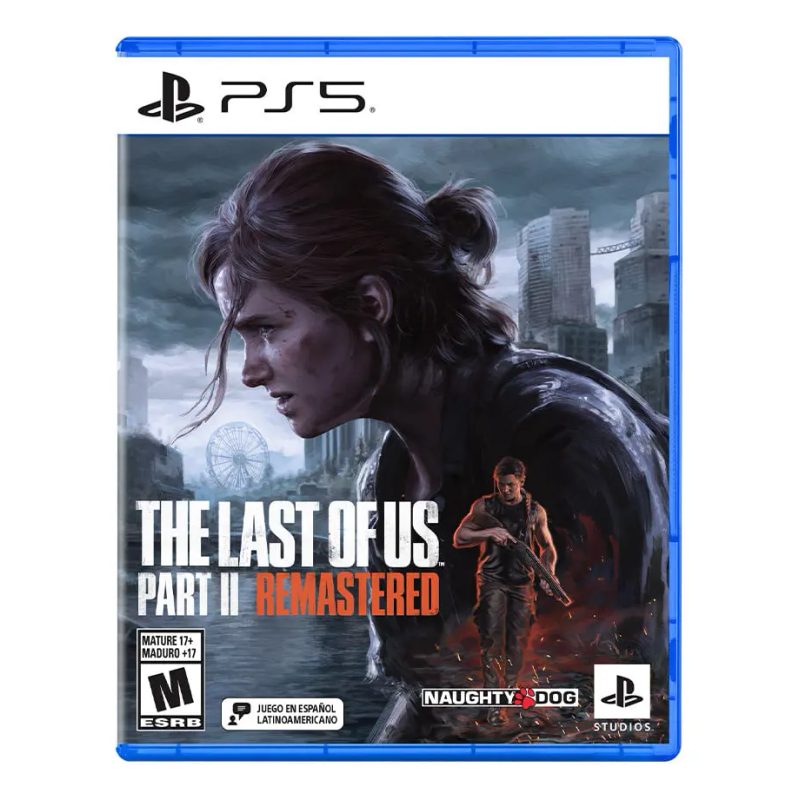 PS5®
THE LAST OF US™
PART II REMASTERED
MATURE 17+
MADURO +17
M
ESRB
JUEGO EN ESPAÑOL
LATINOAMERICANO
NAUGHTY DOG
STUDIOS